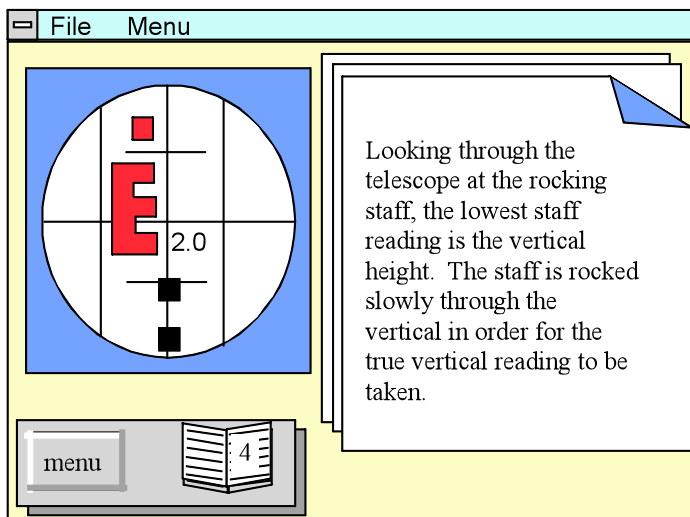 File Menu
2.0
Looking through the
telescope at the rocking
staff, the lowest staff
reading is the vertical
height. The staff is rocked
slowly through the
vertical in order for the
true vertical reading to be
taken.
menu
4